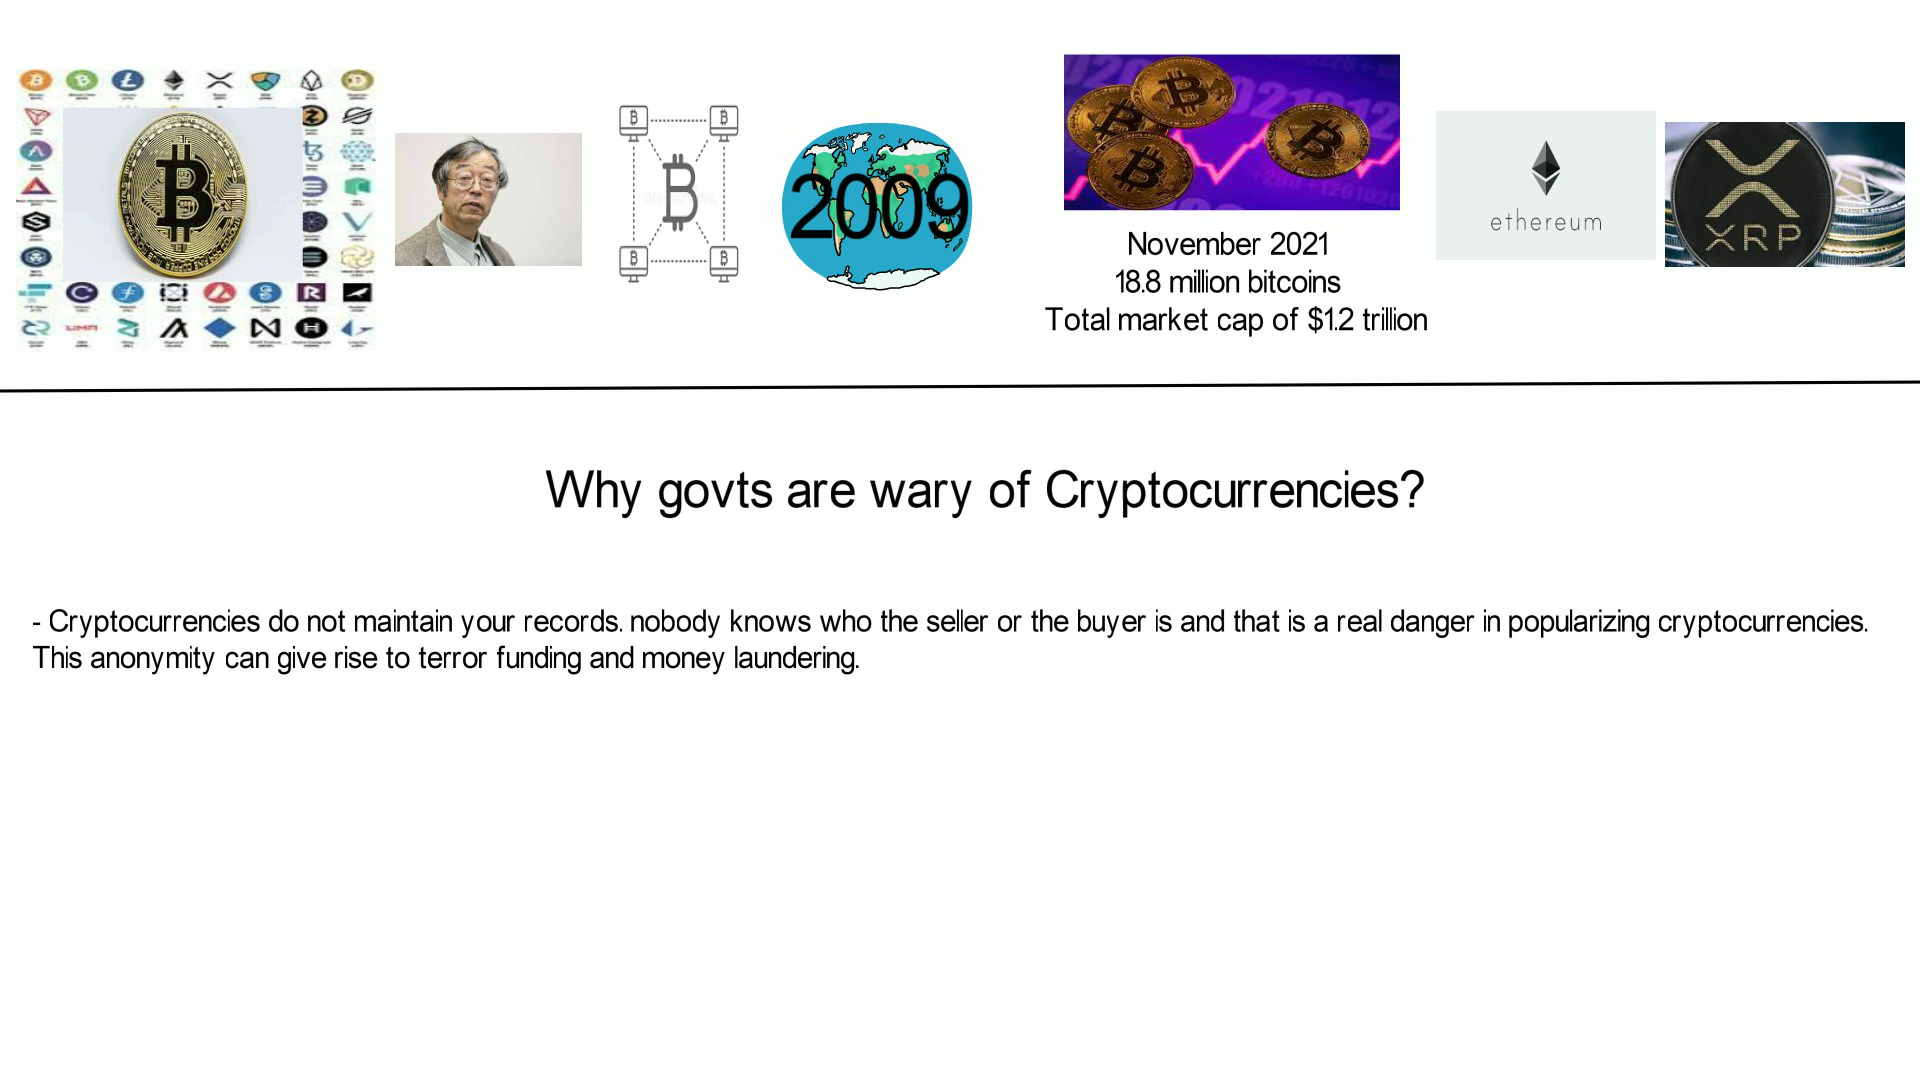 2009
ethereum
XRP
November 2021
18.8 million bitcoins
Total market cap of $1.2 trillion
Why govts are wary of Cryptocurrencies?
- Cryptocurrencies do not maintain your records. nobody knows who the seller or the buyer is and that is a real danger in popularizing cryptocurrencies.
This anonymity can give rise to terror funding and money laundering.